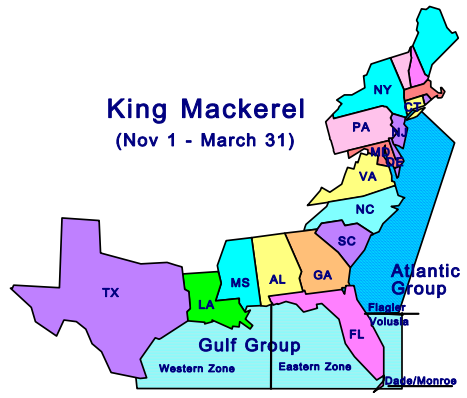 King Mackerel
(Nov 1 - March 31)
NY
CT
PA
NJ
MD
DE
VA
NC
SC
TX
LA
MS
AL
GA
FL
Atlantic
Group
Flagler
Volusia
Gulf Group
Western Zone
Eastern Zone
Dade/Monroe